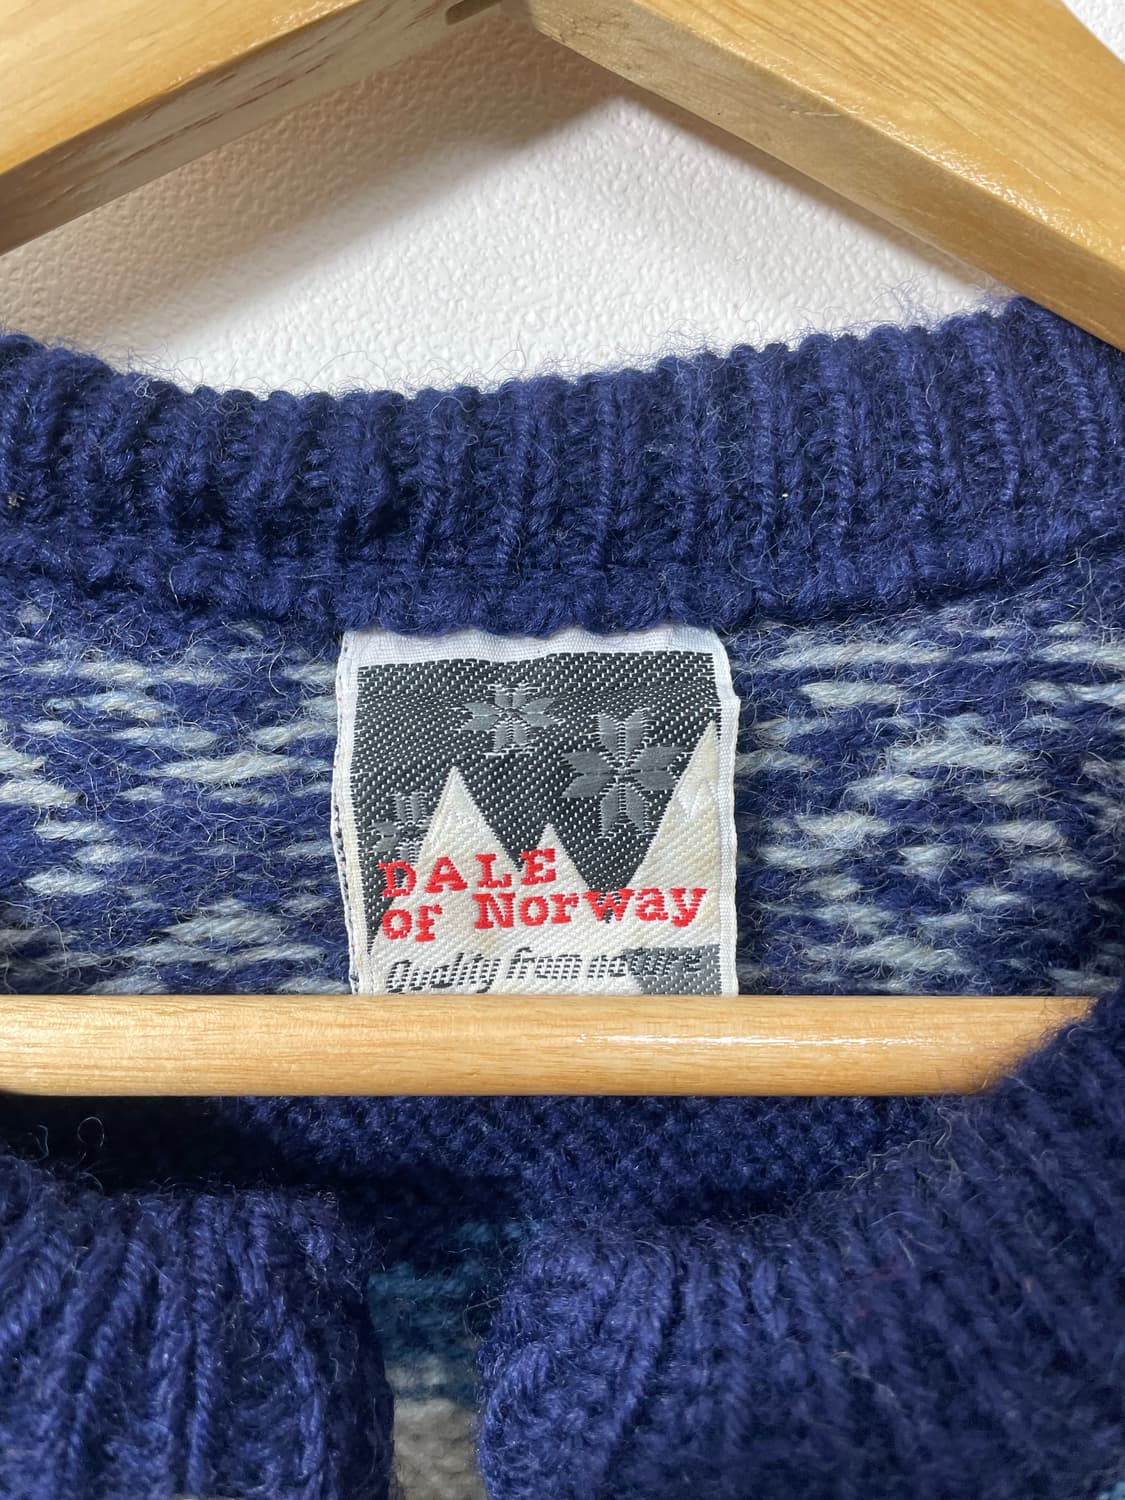 DALE
of Norway
Quality from nature